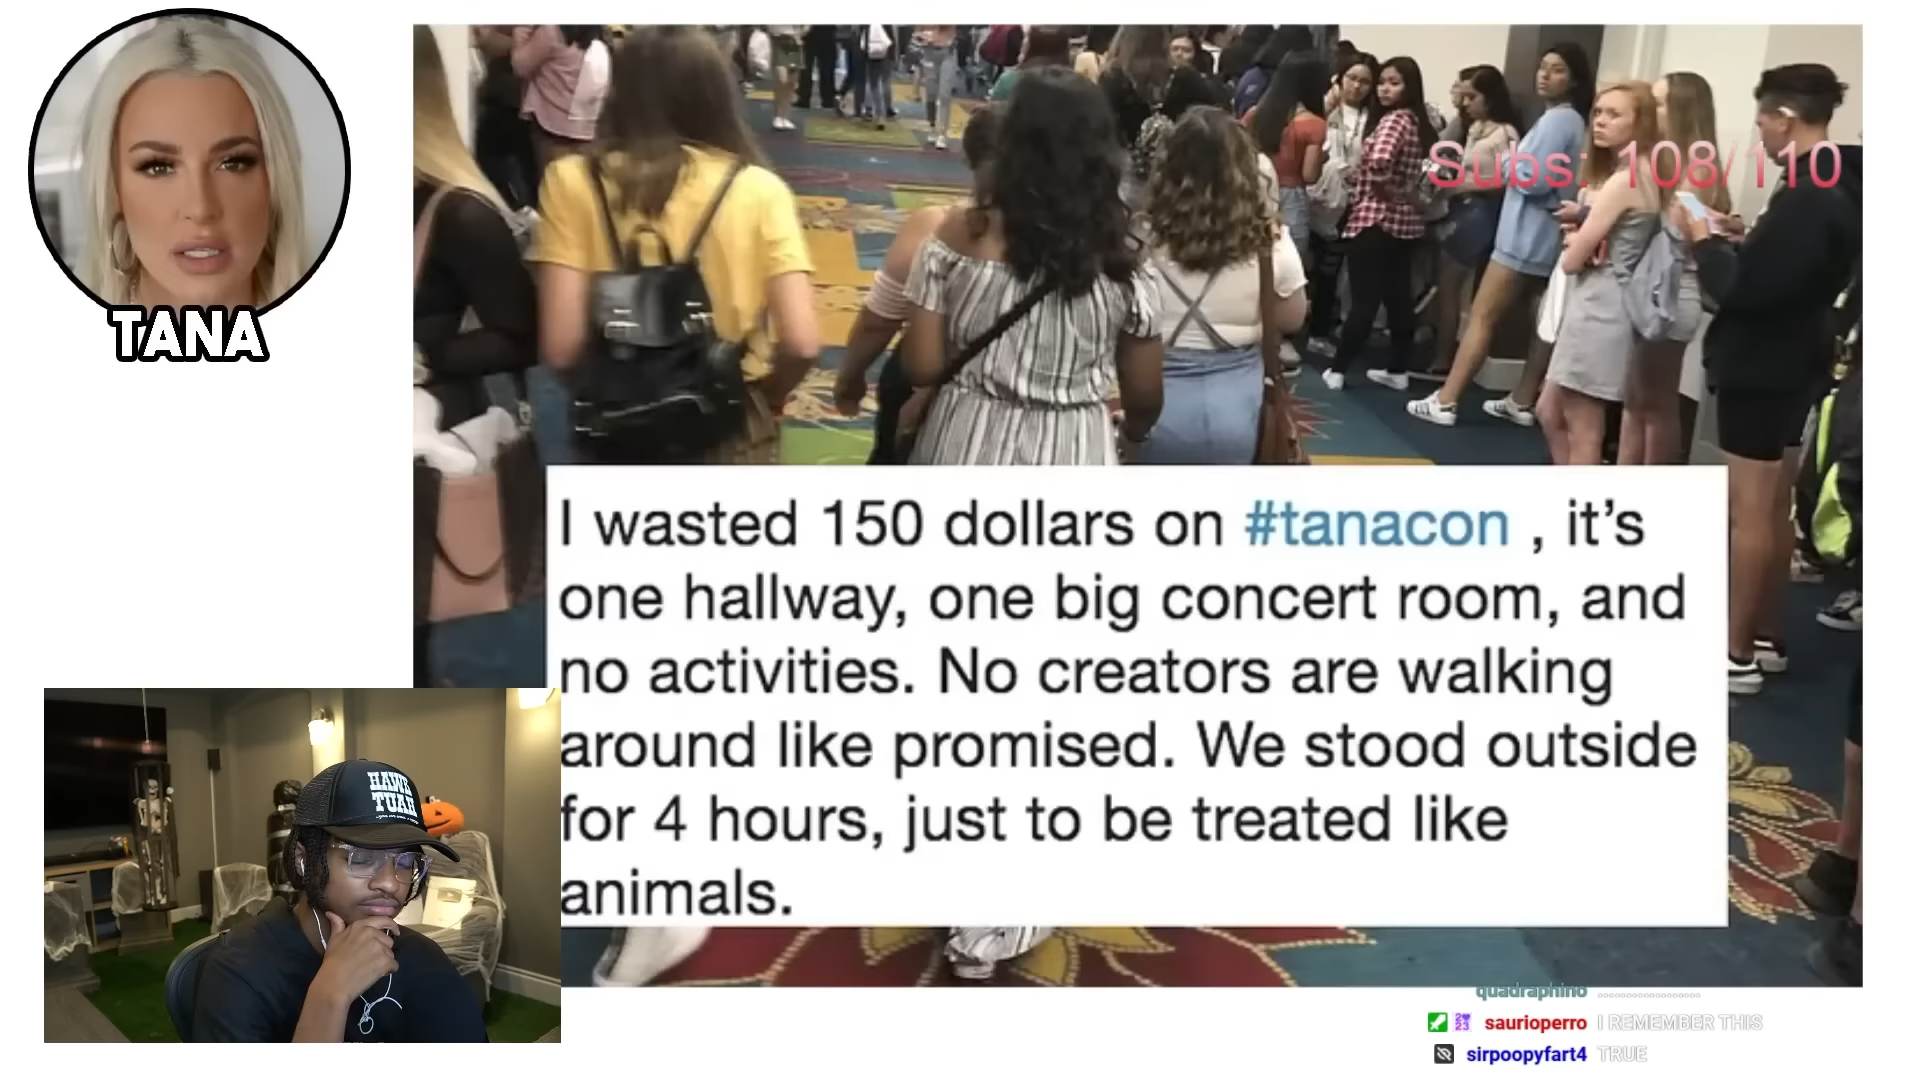 TANA
Subs: 108/110
I wasted 150 dollars on #tanacon , it's
one hallway, one big concert room, and
no activities. No creators are walking
around like promised. We stood outside
for 4 hours, just to be treated like
animals.
HAWK
TUAH
quadraphino ....................
saurioperro I REMEMBER THIS
sirpoopyfart4 TRUE